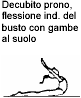 Decubito prono,
flessione ind. del
busto con gambe
al suolo